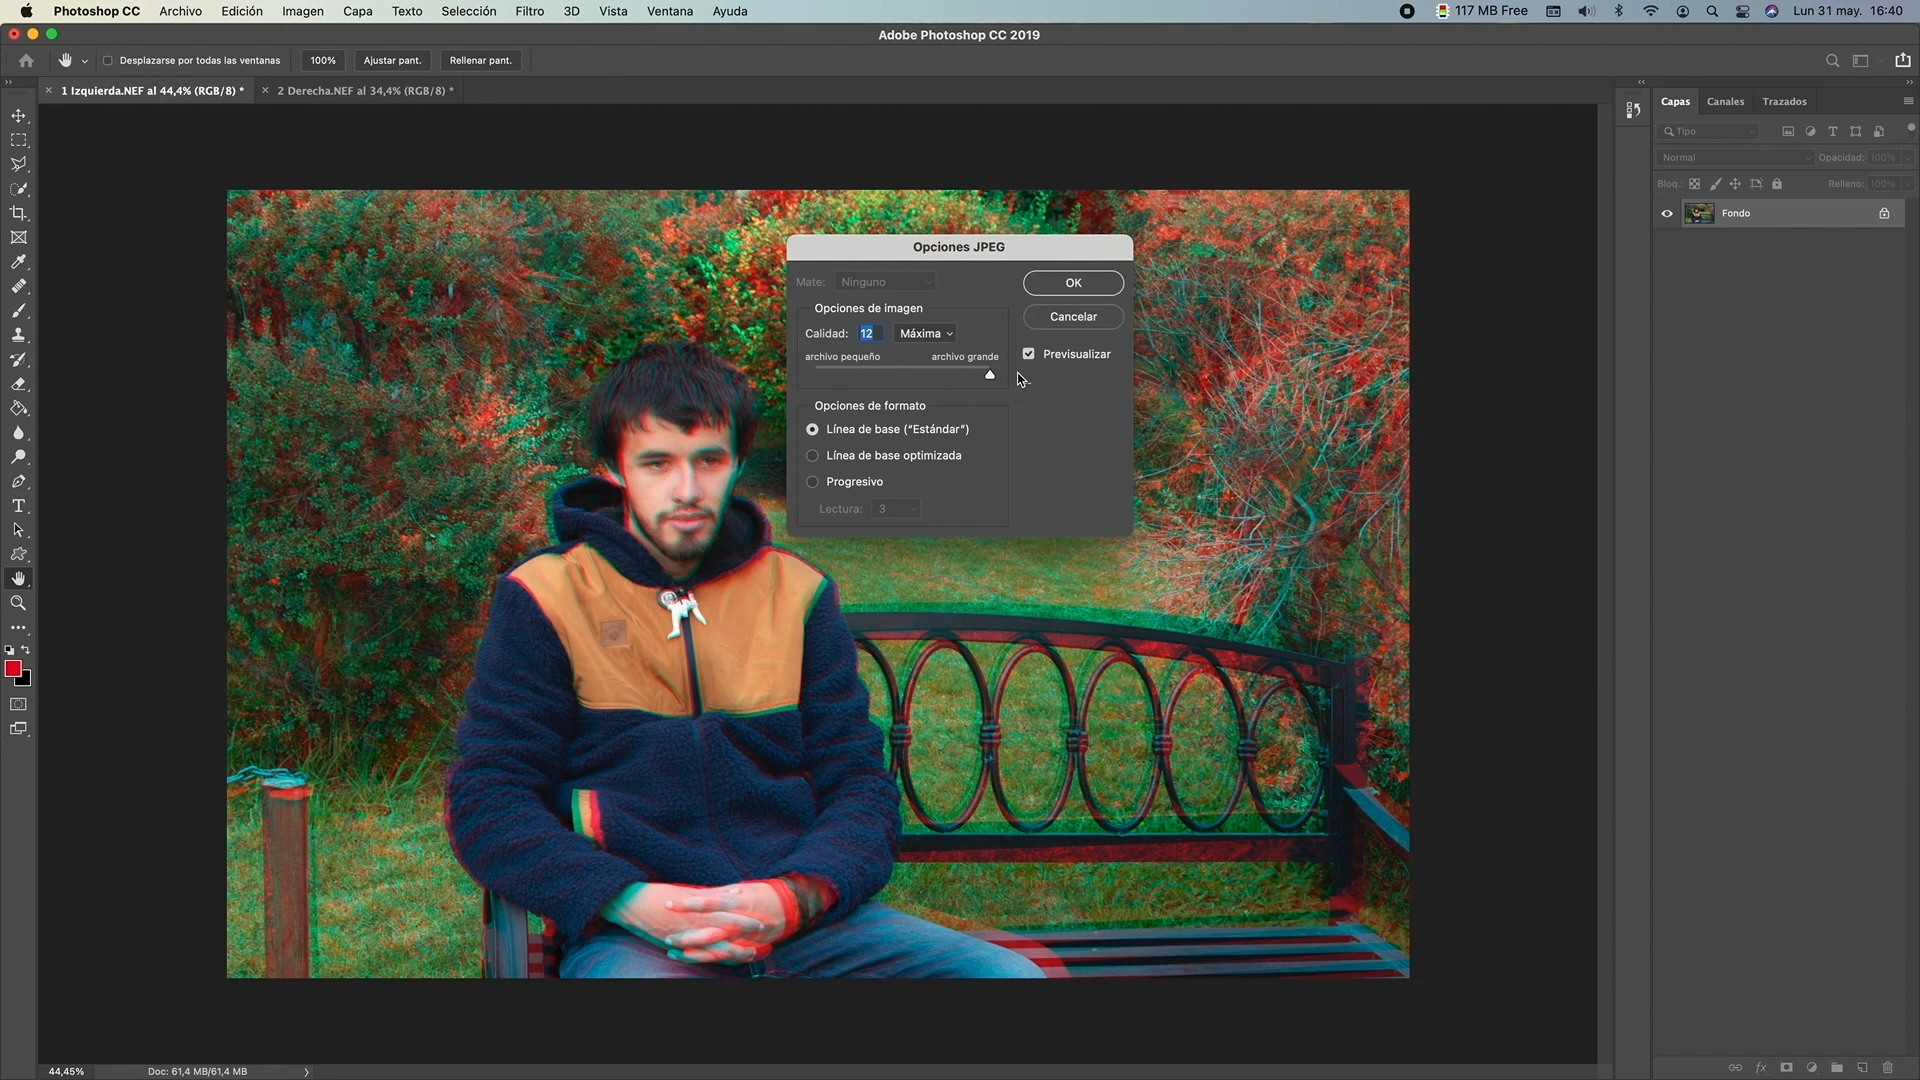 Photoshop CC Archivo Edición Imagen Capa Texto Selección Filtro 3D Vista Ventana Ayuda 117 MB Free Lun 31 may. 16:40
Adobe Photoshop CC 2019
Desplazarse por todas las ventanas 100% Ajustar pant. Rellenar pant.
1 Izquierda.NEF al 44,4% (RGB/8) * 2 Derecha.NEF al 34,4% (RGB/8) *
Capas Canales Trazados
Tipo
Normal Opacidad: 100%
Bloq.: Relleno: 100%
Fondo
Opciones JPEG
Mate: Ninguno OK
Opciones de imagen
Cancelar
Calidad: 12 Máxima
archivo pequeño archivo grande Previsualizar
Opciones de formato
Línea de base ("Estándar")
Línea de base optimizada
Progresivo
Lectura: 3
44,45% Doc: 61,4 MB/61,4 MB